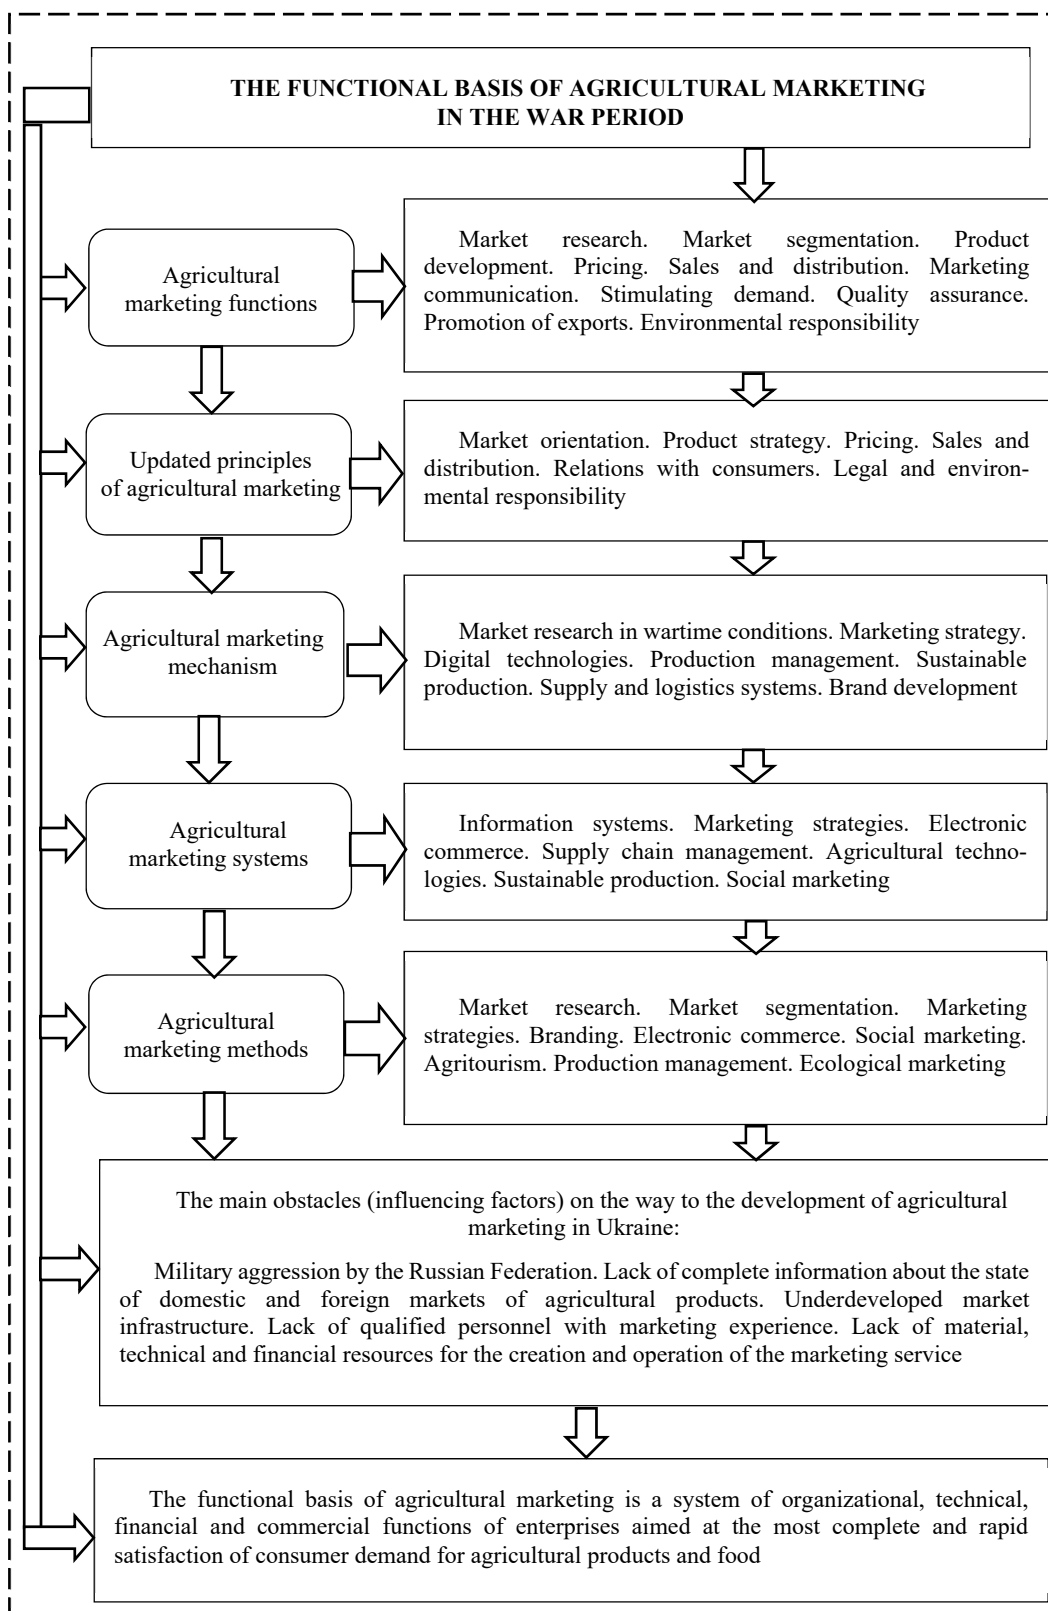 THE FUNCTIONAL BASIS OF AGRICULTURAL MARKETING
IN THE WAR PERIOD
Agricultural
marketing functions
Market research. Market segmentation. Product
development. Pricing. Sales and distribution. Marketing
communication. Stimulating demand. Quality assurance.
Promotion of exports. Environmental responsibility
Updated principles
of agricultural marketing
Market orientation. Product strategy. Pricing. Sales and
distribution. Relations with consumers. Legal and environ-
mental responsibility
Agricultural marketing
mechanism
Market research in wartime conditions. Marketing strategy.
Digital technologies. Production management. Sustainable
production. Supply and logistics systems. Brand development
Agricultural
marketing systems
Information systems. Marketing strategies. Electronic
commerce. Supply chain management. Agricultural techno-
logies. Sustainable production. Social marketing
Agricultural
marketing methods
Market research. Market segmentation. Marketing
strategies. Branding. Electronic commerce. Social marketing.
Agritourism. Production management. Ecological marketing
The main obstacles (influencing factors) on the way to the development of agricultural
marketing in Ukraine:
Military aggression by the Russian Federation. Lack of complete information about the state
of domestic and foreign markets of agricultural products. Underdeveloped market
infrastructure. Lack of qualified personnel with marketing experience. Lack of material,
technical and financial resources for the creation and operation of the marketing service
The functional basis of agricultural marketing is a system of organizational, technical,
financial and commercial functions of enterprises aimed at the most complete and rapid
satisfaction of consumer demand for agricultural products and food